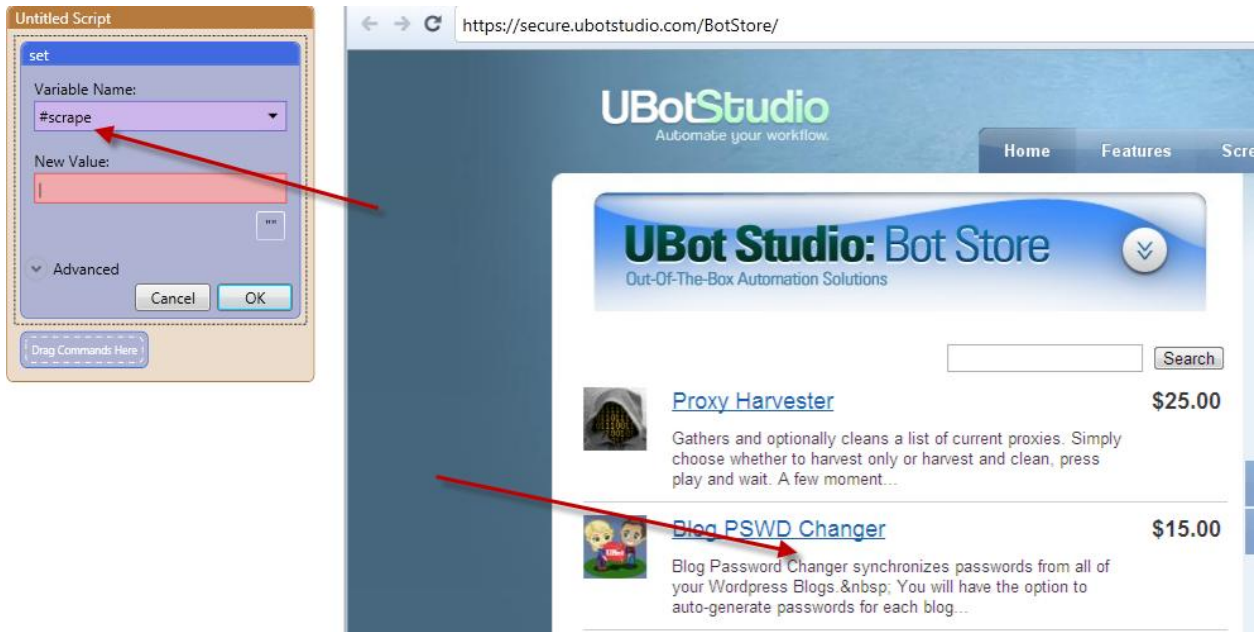 Untitled Script
set
Variable Name:
#scrape
New Value:
""
Advanced
Cancel OK
Drag Commands Here
https://secure.ubotstudio.com/BotStore/
UBotStudio
Automate your workflow.
Home Features Scre
UBot Studio: Bot Store
Out-Of-The-Box Automation Solutions
Search
Proxy Harvester $25.00
Gathers and optionally cleans a list of current proxies. Simply
choose whether to harvest only or harvest and clean, press
play and wait. A few moment...
Blog PSWD Changer $15.00
Blog Password Changer synchronizes passwords from all of
your Wordpress Blogs.&nbsp; You will have the option to
auto-generate passwords for each blog...